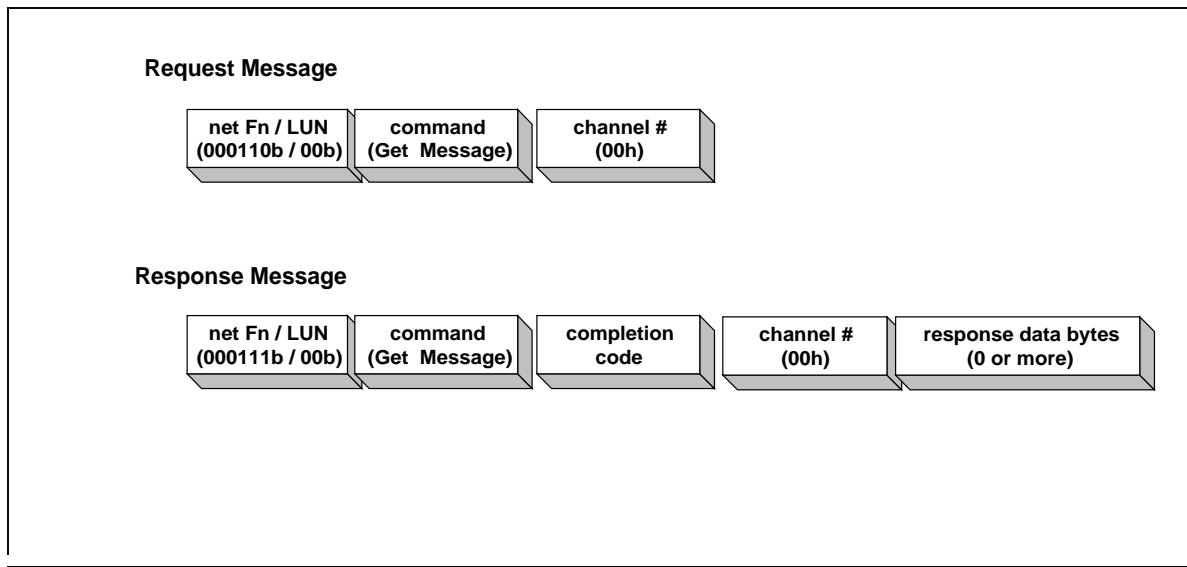 Request Message
net Fn / LUN
(000110b / 00b)
command
(Get Message)
channel #
(00h)
Response Message
net Fn / LUN
(000111b / 00b)
command
(Get Message)
completion
code
channel #
(00h)
response data bytes
(0 or more)